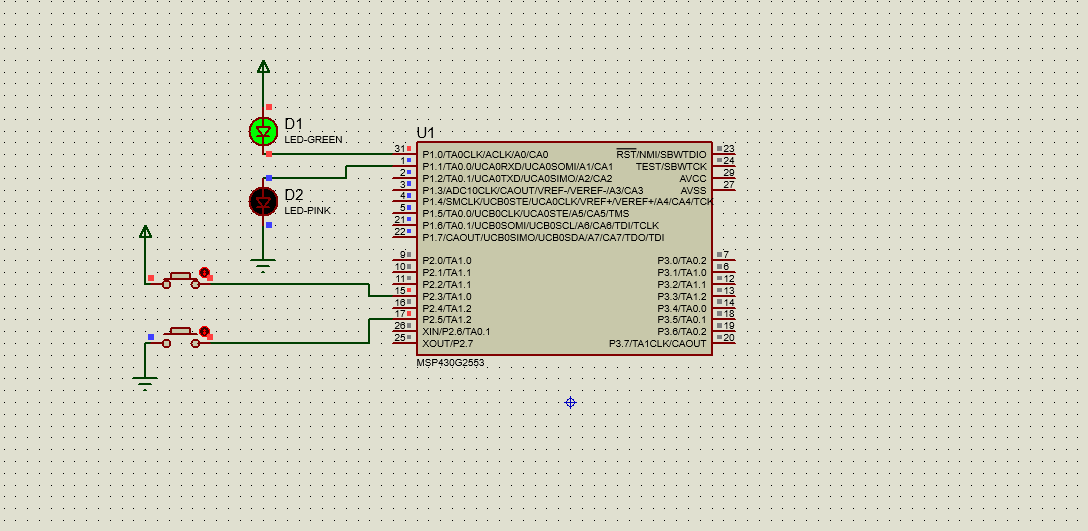 D1
LED-GREEN
D2
LED-PINK
U1
31 P1.0/TA0CLK/ACLK/A0/CA0
1 P1.1/TA0.0/UCA0RXD/UCA0SOMI/A1/CA1
2 P1.2/TA0.1/UCA0TXD/UCA0SIMO/A2/CA2
3 P1.3/ADC10CLK/CAOUT/VREF-/VEREF-/A3/CA3
4 P1.4/SMCLK/UCB0STE/UCA0CLK/VREF+/VEREF+/A4/CA4/TCK
5 P1.5/TA0.0/UCB0CLK/UCA0STE/A5/CA5/TMS
21 P1.6/TA0.1/UCB0SOMI/UCB0SCL/A6/CA6/TDI/TCLK
22 P1.7/CAOUT/UCB0SIMO/UCB0SDA/A7/CA7/TDO/TDI
9 P2.0/TA1.0
10 P2.1/TA1.1
11 P2.2/TA1.1
15 P2.3/TA1.0
16 P2.4/TA1.2
17 P2.5/TA1.2
26 XIN/P2.6/TA0.1
25 XOUT/P2.7
RST/NMI/SBWTDIO 23
TEST/SBWTCK 24
AVCC 29
AVSS 27
P3.0/TA0.2 7
P3.1/TA1.0 6
P3.2/TA1.1 12
P3.3/TA1.2 13
P3.4/TA0.0 14
P3.5/TA0.1 18
P3.6/TA0.2 19
P3.7/TA1CLK/CAOUT 20
MSP430G2553